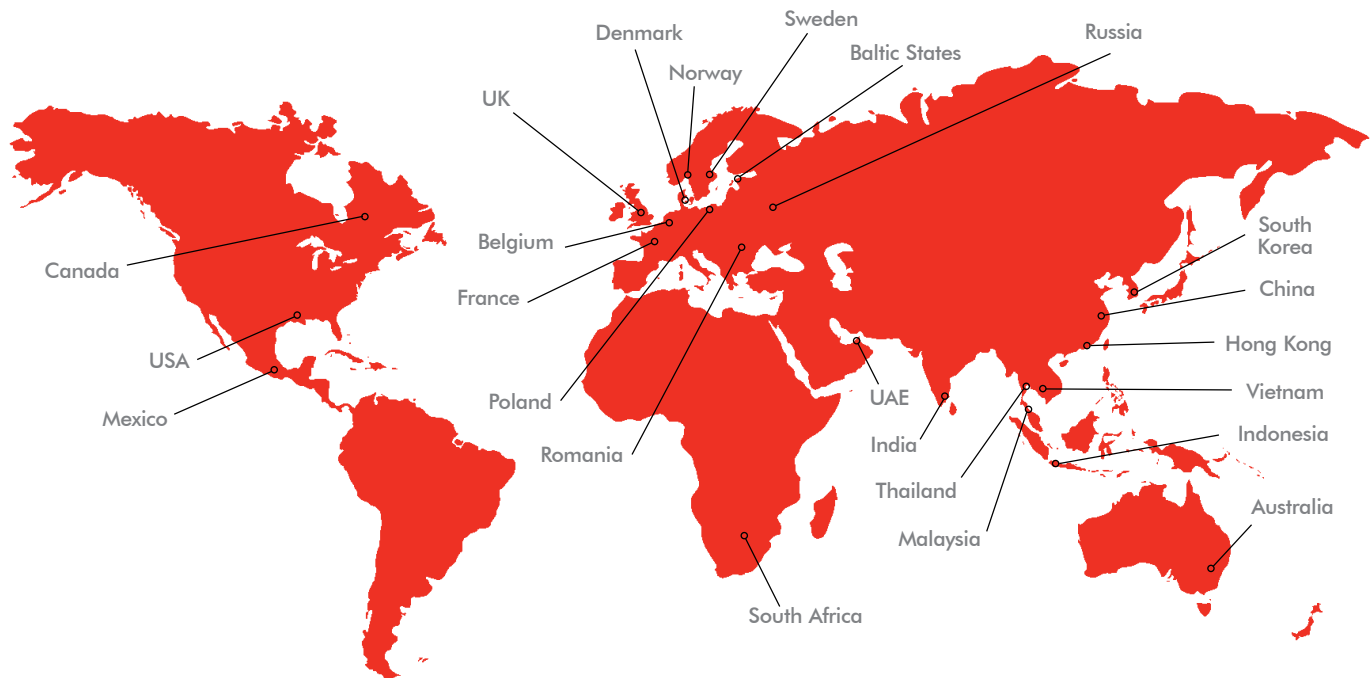 Sweden
Denmark
Russia
Baltic States
Norway
UK
South
Korea
Belgium
Canada
China
France
Hong Kong
USA
Vietnam
UAE
Poland
Mexico
Indonesia
India
Romania
Thailand
Australia
Malaysia
South Africa